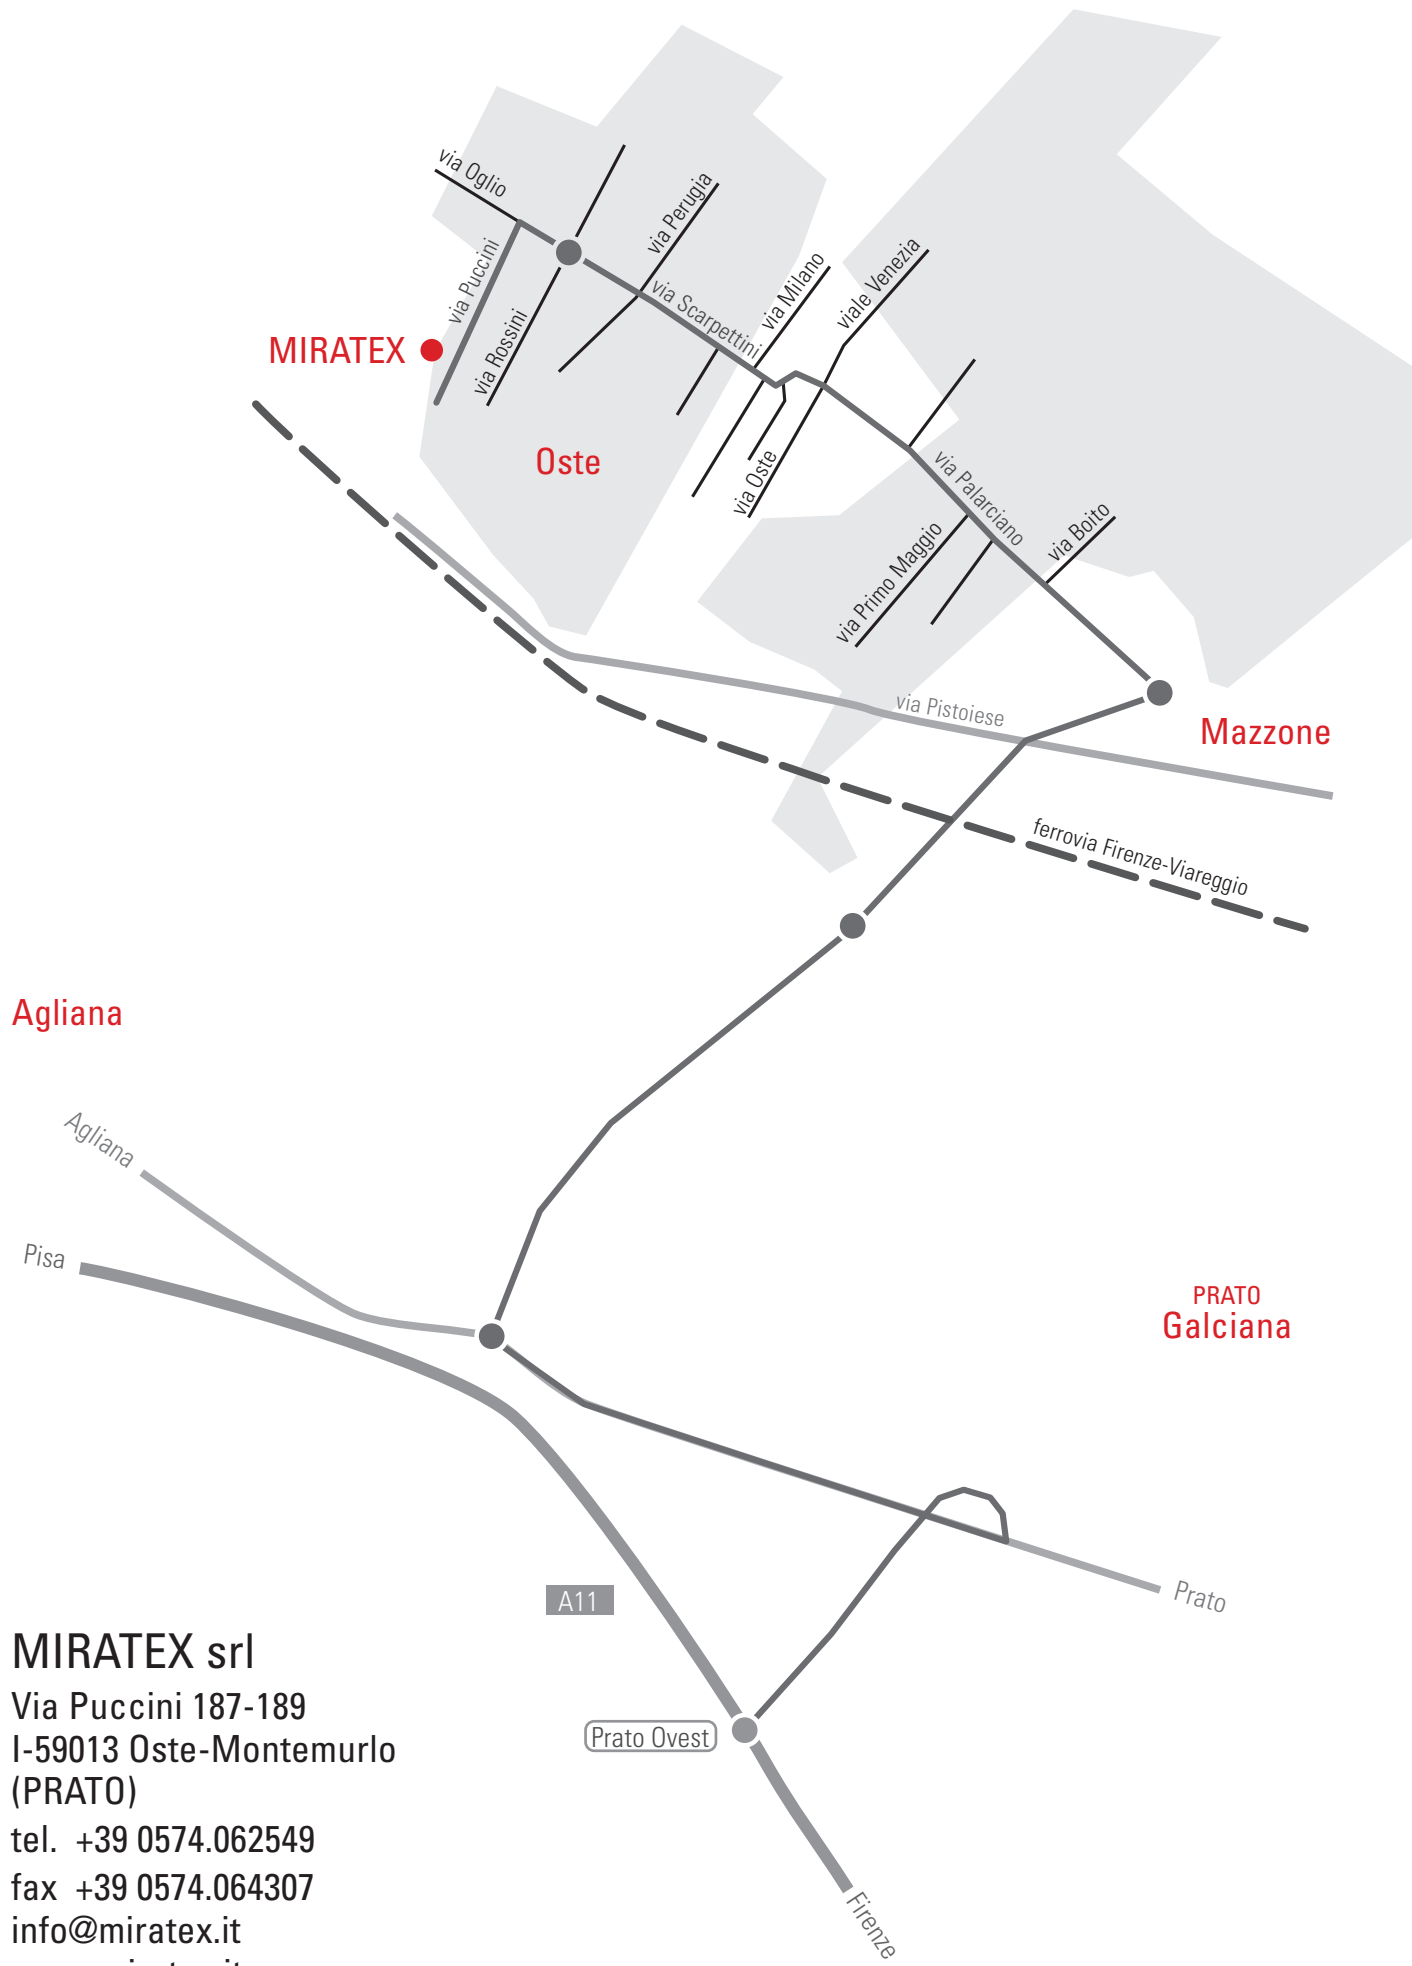 via Oglio
via Perugia
via Puccini
via Milano
viale Venezia
via Scarpettini
via Rossini
MIRATEX
Oste
via Oste
via Palarciano
via Boito
via Primo Maggio
via Pistoiese
Mazzone
ferrovia Firenze-Viareggio
Agliana
Agliana
Pisa
PRATO
Galciana
A11
Prato
Prato Ovest
Firenze
MIRATEX srl
Via Puccini 187-189
I-59013 Oste-Montemurlo
(PRATO)
tel. +39 0574.062549
fax +39 0574.064307
info@miratex.it